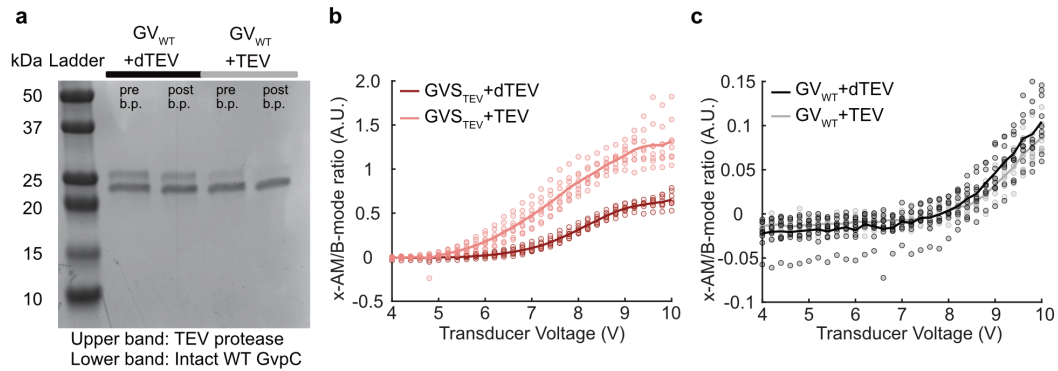 a
GV_WT
+dTEV
GV_WT
+TEV
kDa Ladder
pre
b.p.
post
b.p.
pre
b.p.
post
b.p.
50
37
25
20
15
10
Upper band: TEV protease
Lower band: Intact WT GvpC
b
GVS_TEV+dTEV
GVS_TEV+TEV
x-AM/B-mode ratio (A.U.)
2.0
1.5
1
0.5
0
-0.5
4 5 6 7 8 9 10
Transducer Voltage (V)
c
GV_WT+dTEV
GV_WT+TEV
x-AM/B-mode ratio (A.U.)
0.15
0.1
0.05
0
-0.05
-0.1
4 5 6 7 8 9 10
Transducer Voltage (V)